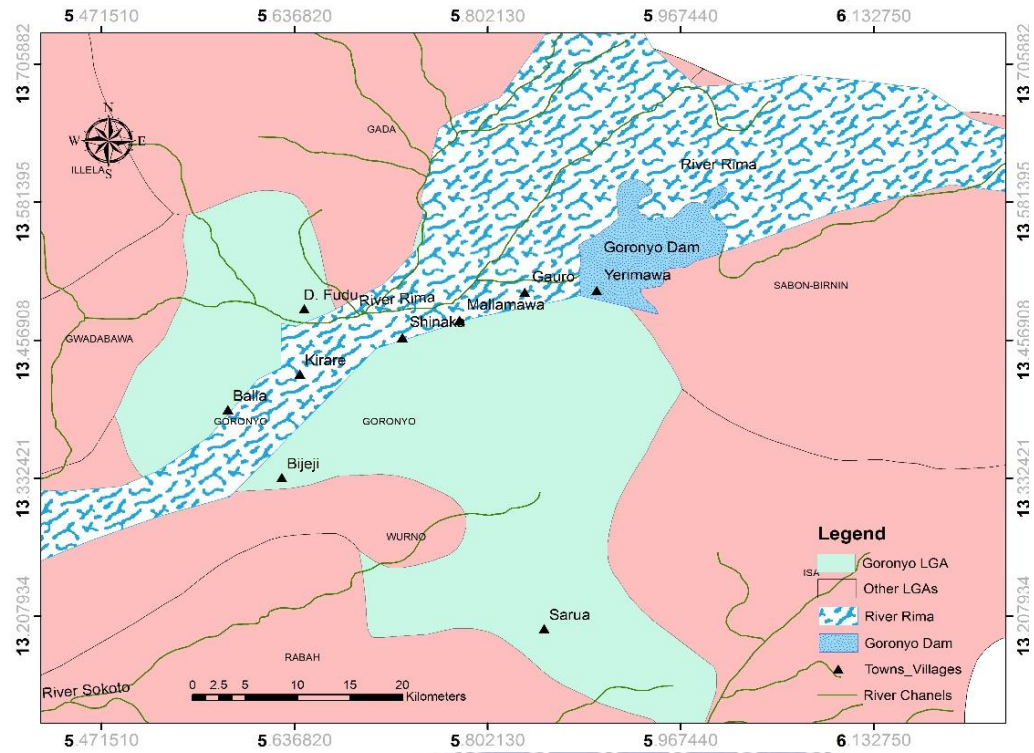 5.471510 5.636820 5.802130 5.967440 6.132750
13.705882 13.705882
N
W E
S
ILLELA
GADA
River Rima
13.581395 13.581395
Goronyo Dam
Gauro Yerimawa
SABON-BIRNIN
D. Fudu
River Rima
Mallamawa
Shinaka
13.456908 13.456908
GWADABAWA
Kirare
Balla
GORONYO GORONYO
Bijeji
13.332421 13.332421
WURNO
Legend
Goronyo LGA
ISA
Other LGAs
River Rima
Goronyo Dam
Towns_Villages
River Chanels
13.207934 13.207934
Sarua
RABAH
River Sokoto
0 2.5 5 10 15 20
Kilometers
5.471510 5.636820 5.802130 5.967440 6.132750